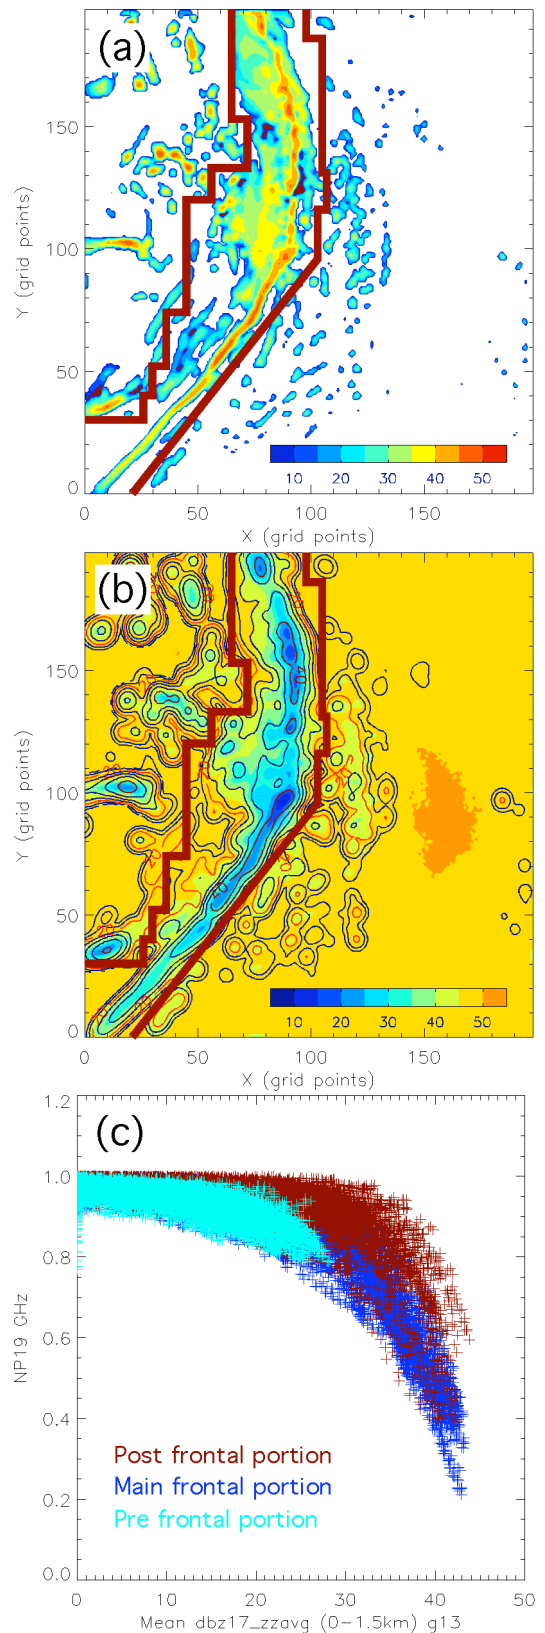 (a)
150
100
50
0
Y (grid points)
10 20 30 40 50
0 50 100 150
X (grid points)
(b)
150
100
50
0
Y (grid points)
10 20 30 40 50
0 50 100 150
X (grid points)
(c)
1.2
1.0
0.8
0.6
0.4
0.2
0.0
NP19 GHz
Post frontal portion
Main frontal portion
Pre frontal portion
0 10 20 30 40 50
Mean dbz17_zzavg (0-1.5km) g13